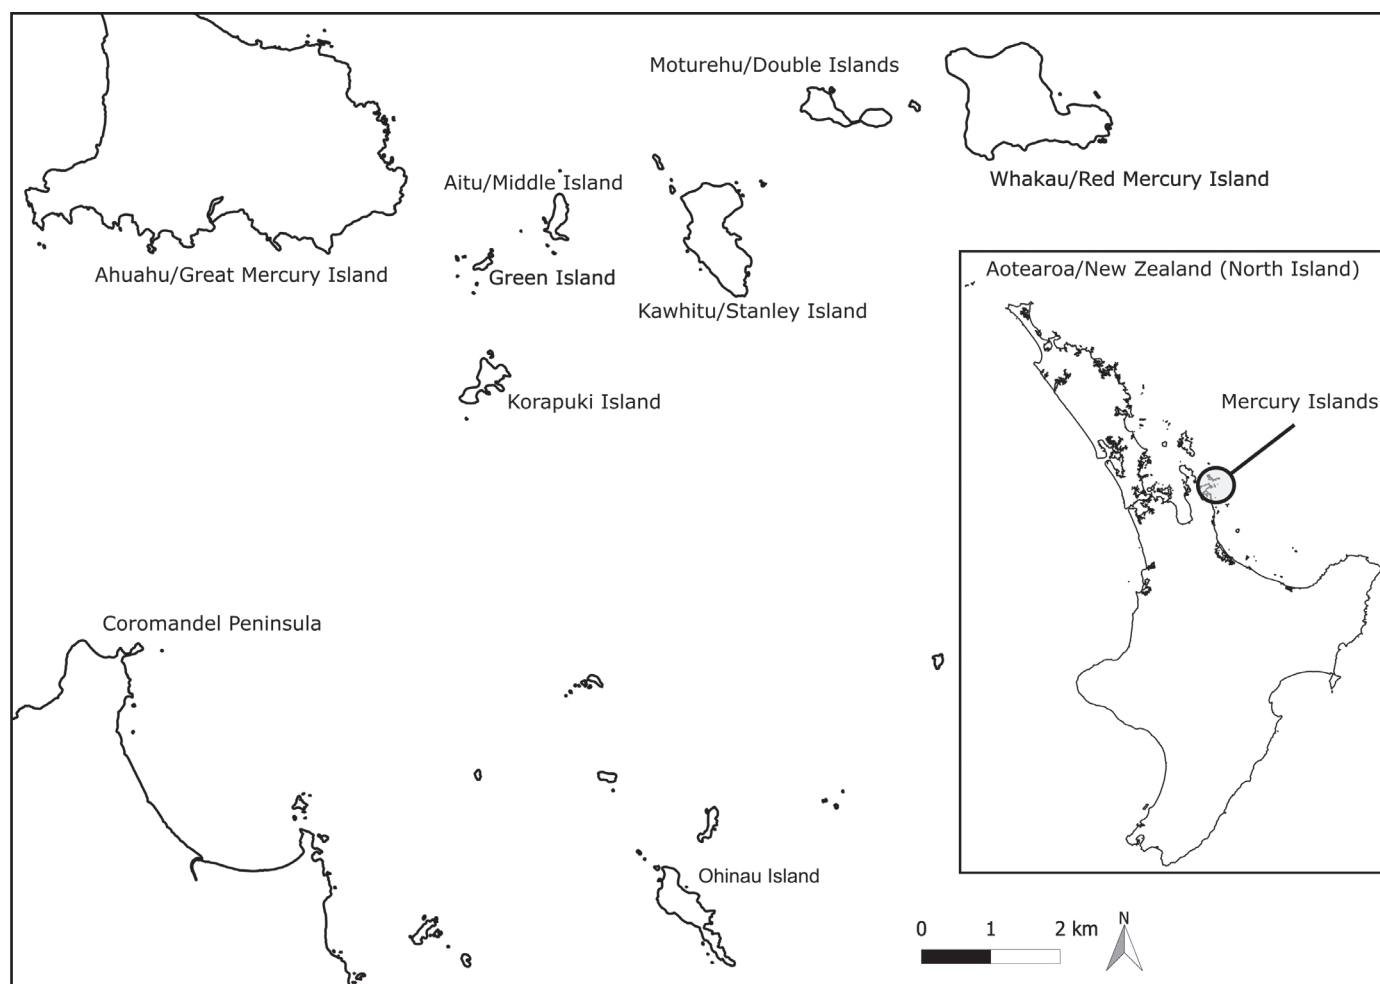 Moturehu/Double Islands
Aitu/Middle Island
Whakau/Red Mercury Island
Ahuahu/Great Mercury Island
Green Island
Kawhitu/Stanley Island
Aotearoa/New Zealand (North Island)
Korapuki Island
Mercury Islands
Coromandel Peninsula
Ohinau Island
0 1 2 km
N